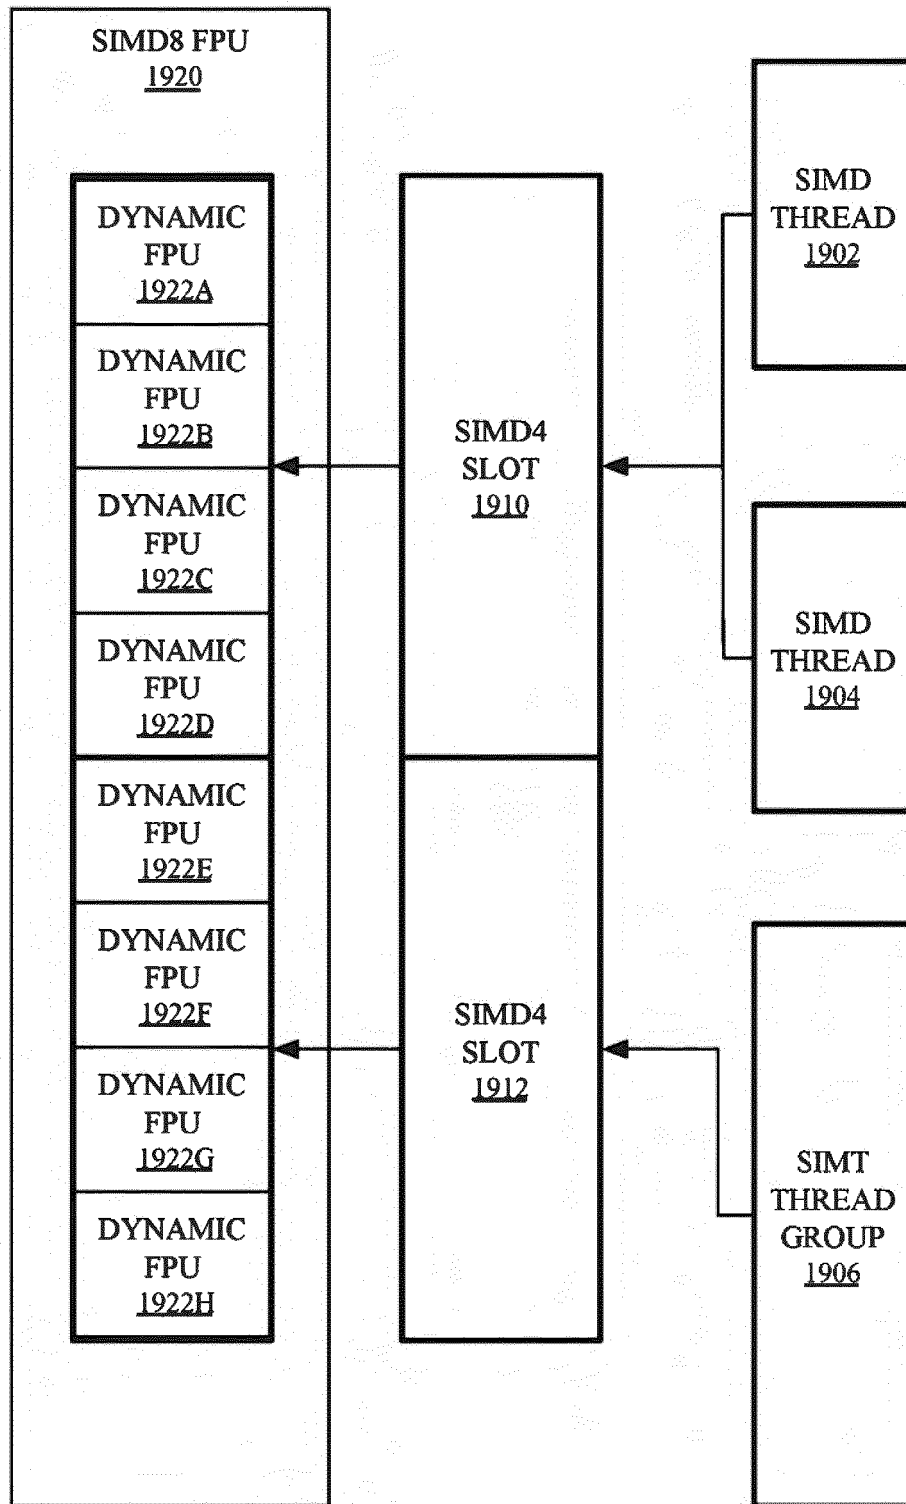 SIMD8 FPU
1920
DYNAMIC
FPU
1922A
DYNAMIC
FPU
1922B
DYNAMIC
FPU
1922C
DYNAMIC
FPU
1922D
DYNAMIC
FPU
1922E
DYNAMIC
FPU
1922F
DYNAMIC
FPU
1922G
DYNAMIC
FPU
1922H
SIMD4
SLOT
1910
SIMD4
SLOT
1912
SIMD
THREAD
1902
SIMD
THREAD
1904
SIMT
THREAD
GROUP
1906